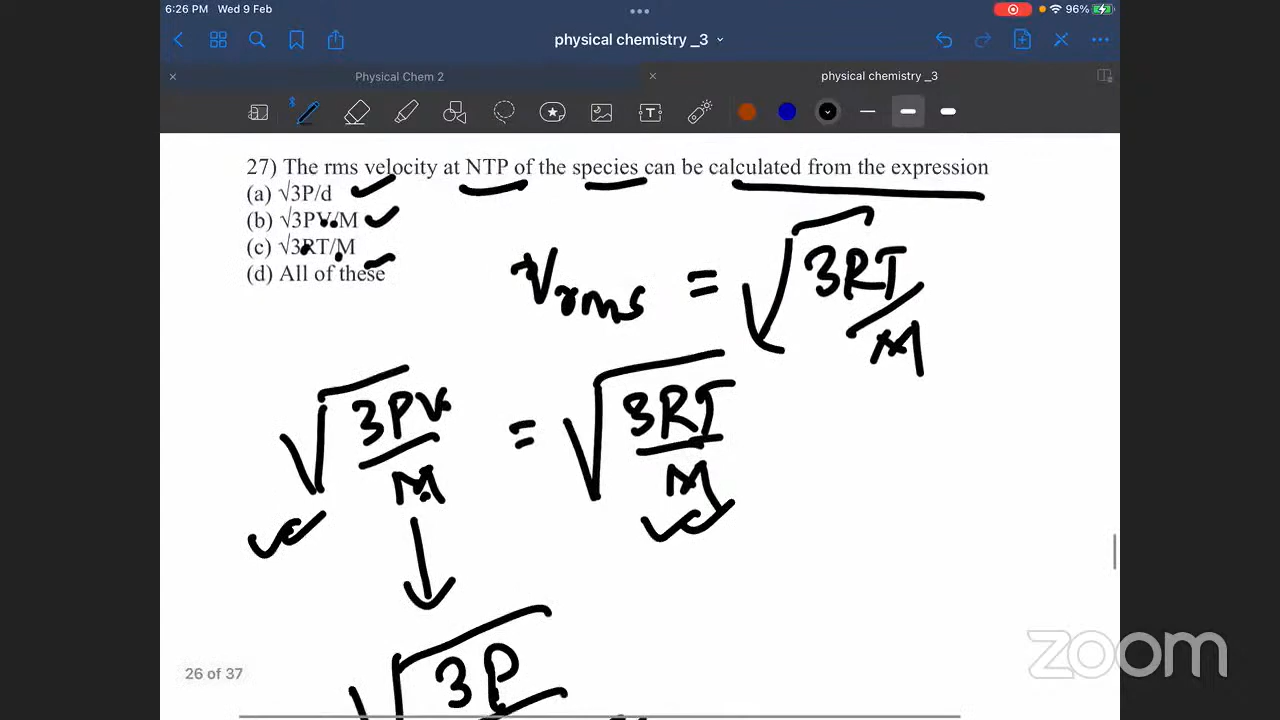 6:26 PM Wed 9 Feb
96%
physical chemistry _3
Physical Chem 2
physical chemistry _3
27) The rms velocity at NTP of the species can be calculated from the expression
(a) √3P/d
(b) √3PV/M
(c) √3RT/M
(d) All of these
Vrms = √3RT/M
√3PV/M = √3RT/M
√3P
26 of 37
zoom